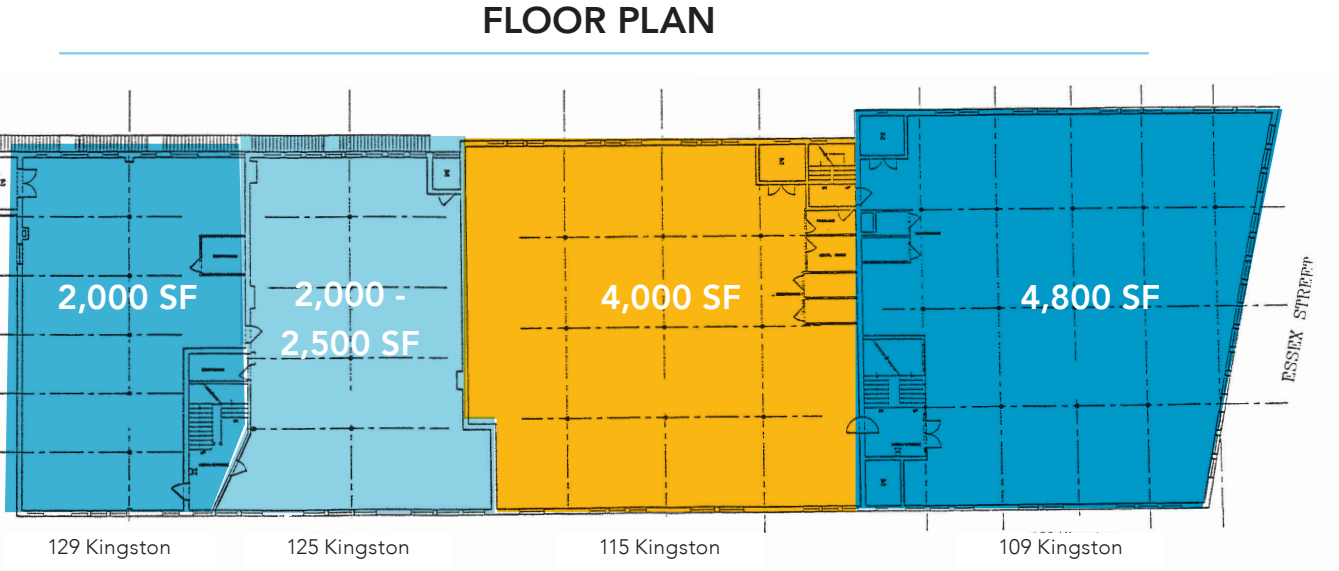 FLOOR PLAN
2,000 SF
2,000 -
2,500 SF
4,000 SF
4,800 SF
ESSEX STREET
129 Kingston
125 Kingston
115 Kingston
109 Kingston